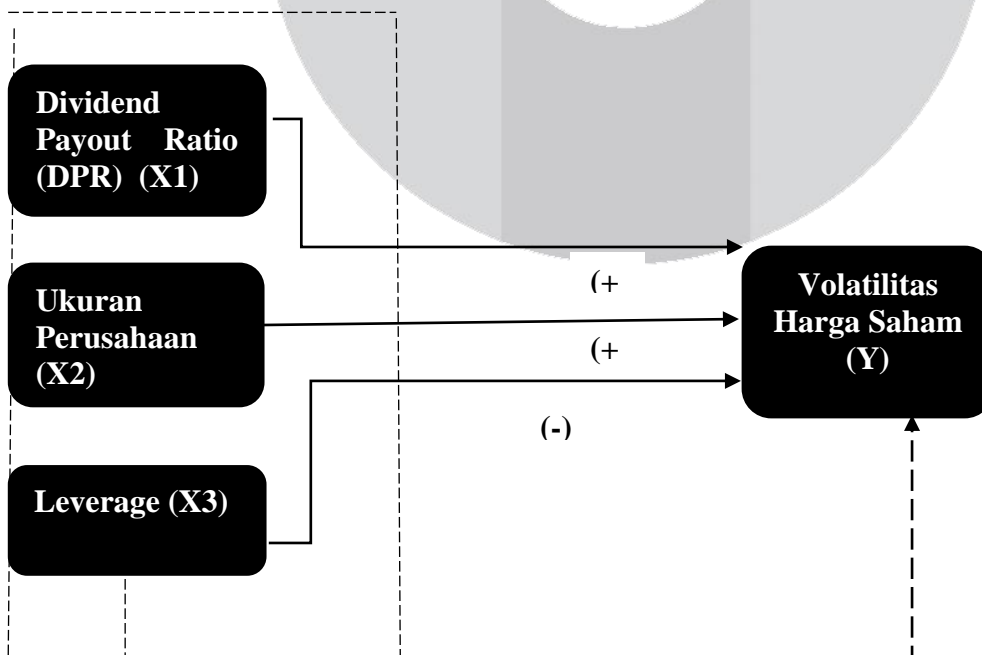 Dividend
Payout Ratio
(DPR) (X1)
(+
Ukuran
Perusahaan
(X2)
(+
Volatilitas
Harga Saham
(Y)
(-)
Leverage (X3)